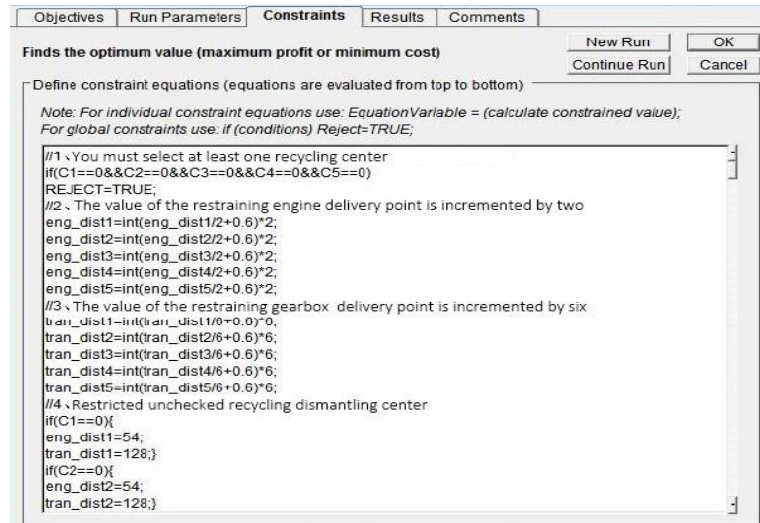 Objectives Run Parameters Constraints Results Comments
Finds the optimum value (maximum profit or minimum cost)
New Run OK
Continue Run Cancel
Define constraint equations (equations are evaluated from top to bottom)
Note: For individual constraint equations use: EquationVariable = (calculate constrained value);
For global constraints use: if (conditions) Reject=TRUE;
//1、You must select at least one recycling center
if(C1==0&&C2==0&&C3==0&&C4==0&&C5==0)
REJECT=TRUE;
//2、The value of the restraining engine delivery point is incremented by two
eng_dist1=int(eng_dist1/2+0.6)*2;
eng_dist2=int(eng_dist2/2+0.6)*2;
eng_dist3=int(eng_dist3/2+0.6)*2;
eng_dist4=int(eng_dist4/2+0.6)*2;
eng_dist5=int(eng_dist5/2+0.6)*2;
//3、The value of the restraining gearbox delivery point is incremented by six
tran_dist1=int(tran_dist1/6+0.6)*6;
tran_dist2=int(tran_dist2/6+0.6)*6;
tran_dist3=int(tran_dist3/6+0.6)*6;
tran_dist4=int(tran_dist4/6+0.6)*6;
tran_dist5=int(tran_dist5/6+0.6)*6;
//4、Restricted unchecked recycling dismantling center
if(C1==0){
eng_dist1=54;
tran_dist1=128;}
if(C2==0){
eng_dist2=54;
tran_dist2=128;}